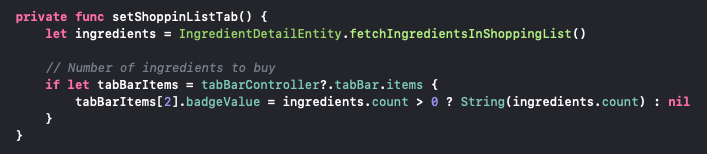 private func setShoppinListTab() {
    let ingredients = IngredientDetailEntity.fetchIngredientsInShoppingList()

    // Number of ingredients to buy
    if let tabBarItems = tabBarController?.tabBar.items {
        tabBarItems[2].badgeValue = ingredients.count > 0 ? String(ingredients.count) : nil
    }
}